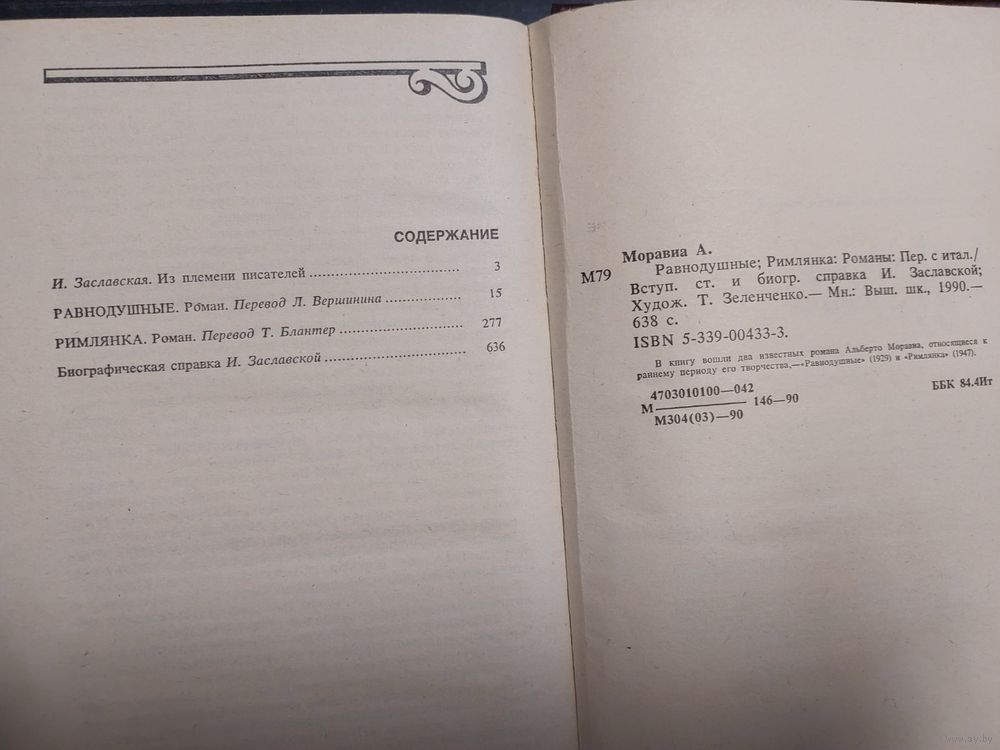 СОДЕРЖАНИЕ
И. Заславская. Из племени писателей ........................ 3
РАВНОДУШНЫЕ. Роман. Перевод Л. Вершинина ............ 15
РИМЛЯНКА. Роман. Перевод Т. Блантер .................... 277
Биографическая справка И. Заславской ...................... 636
Моравиа А.
М79
Равнодушные; Римлянка: Романы: Пер. с итал./
Вступ. ст. и биогр. справка И. Заславской;
Худож. Т. Зеленченко.— Мн.: Выш. шк., 1990.—
638 с.
ISBN 5-339-00433-3.
В книгу вошли два известных романа Альберто Моравиа, относящиеся к
раннему периоду его творчества,—«Равнодушные» (1929) и «Римлянка» (1947).
4703010100—042
М 146—90
М304(03)—90
ББК 84.4Ит
www.ay.by